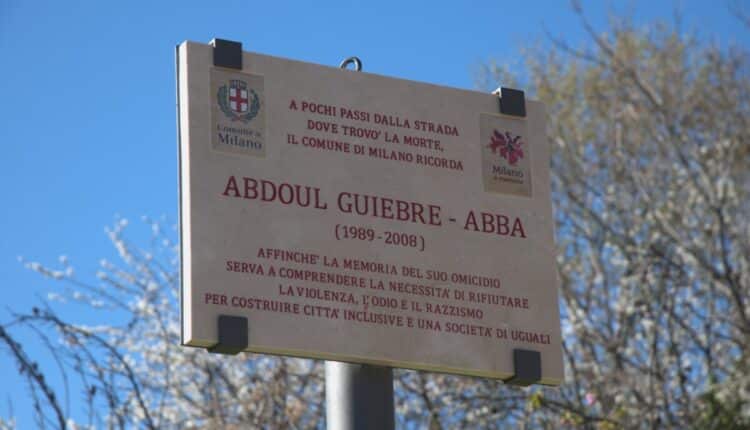 Comune di
Milano
A POCHI PASSI DALLA STRADA
DOVE TROVO' LA MORTE,
IL COMUNE DI MILANO RICORDA
Milano
è memoria
ABDOUL GUIEBRE - ABBA
(1989 - 2008)
AFFINCHE' LA MEMORIA DEL SUO OMICIDIO
SERVA A COMPRENDERE LA NECESSITA' DI RIFIUTARE
LA VIOLENZA, L'ODIO E IL RAZZISMO
PER COSTRUIRE CITTA' INCLUSIVE E UNA SOCIETA' DI UGUALI